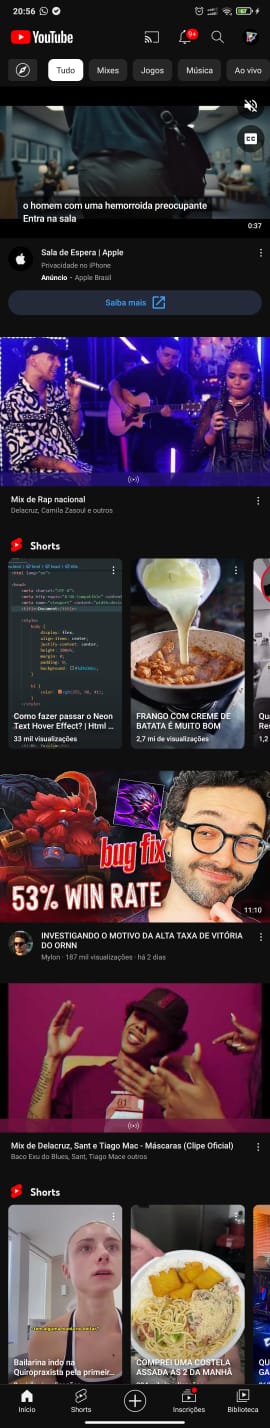 20:56
9+
YouTube
Tudo
Mixes
Jogos
Música
Ao vivo
CC
o homem com uma hemorroida preocupante
Entra na sala
0:37
Sala de Espera | Apple
Privacidade no iPhone
Anúncio · Apple Brasil
Saiba mais
Mix de Rap nacional
Delacruz, Camila Zasoul e outros
Shorts
Como fazer passar o Neon
Text Hover Effect? | Html ...
33 mil visualizações
FRANGO COM CREME DE
BATATA É MUITO BOM
2,7 mi de visualizações
Qu
Re
1,2
bug fix
53% WIN RATE
11:10
INVESTIGANDO O MOTIVO DA ALTA TAXA DE VITÓRIA
DO ORNN
Mylon · 187 mil visualizações · há 2 dias
Mix de Delacruz, Sant e Tiago Mac - Máscaras (Clipe Oficial)
Baco Exu do Blues, Sant, Tiago Mace outros
Shorts
Bailarina indo na
Quiropraxista pela primeir...
COMPREI UMA COSTELA
ASSADA AS 2 DA MANHÃ
Qu
GA
Início
Shorts
Inscrições
Biblioteca